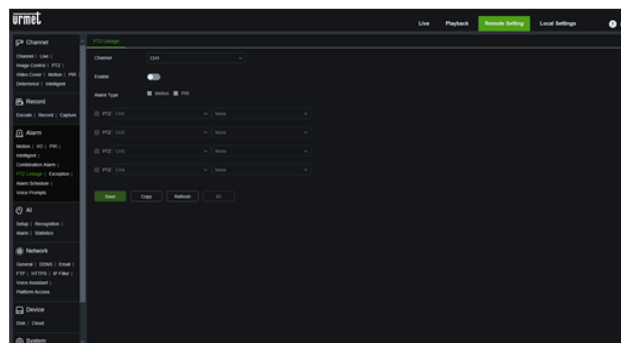 urmet
Live Playback Remote Setting Local Settings
Channel
Channel | Live |
Image Control | PTZ |
Video Cover | Motion | PIR
Deterrence | Intelligent
Record
Encode | Record | Capture
Alarm
Motion | I/O | PIR |
Intelligent |
Combination Alarm |
PTZ Linkage | Exception |
Alarm Schedule |
Voice Prompts
AI
Setup | Recognition |
Alarm | Statistics
Network
General | DDNS | Email |
FTP | HTTPS | IP Filter |
Voice Assistant |
Platform Access
Device
Disk | Cloud
System
PTZ Linkage
Channel CH1
Enable
Alarm Type Motion PIR
PTZ CH1 None
PTZ CH2 None
PTZ CH3 None
PTZ CH4 None
Save Copy Refresh